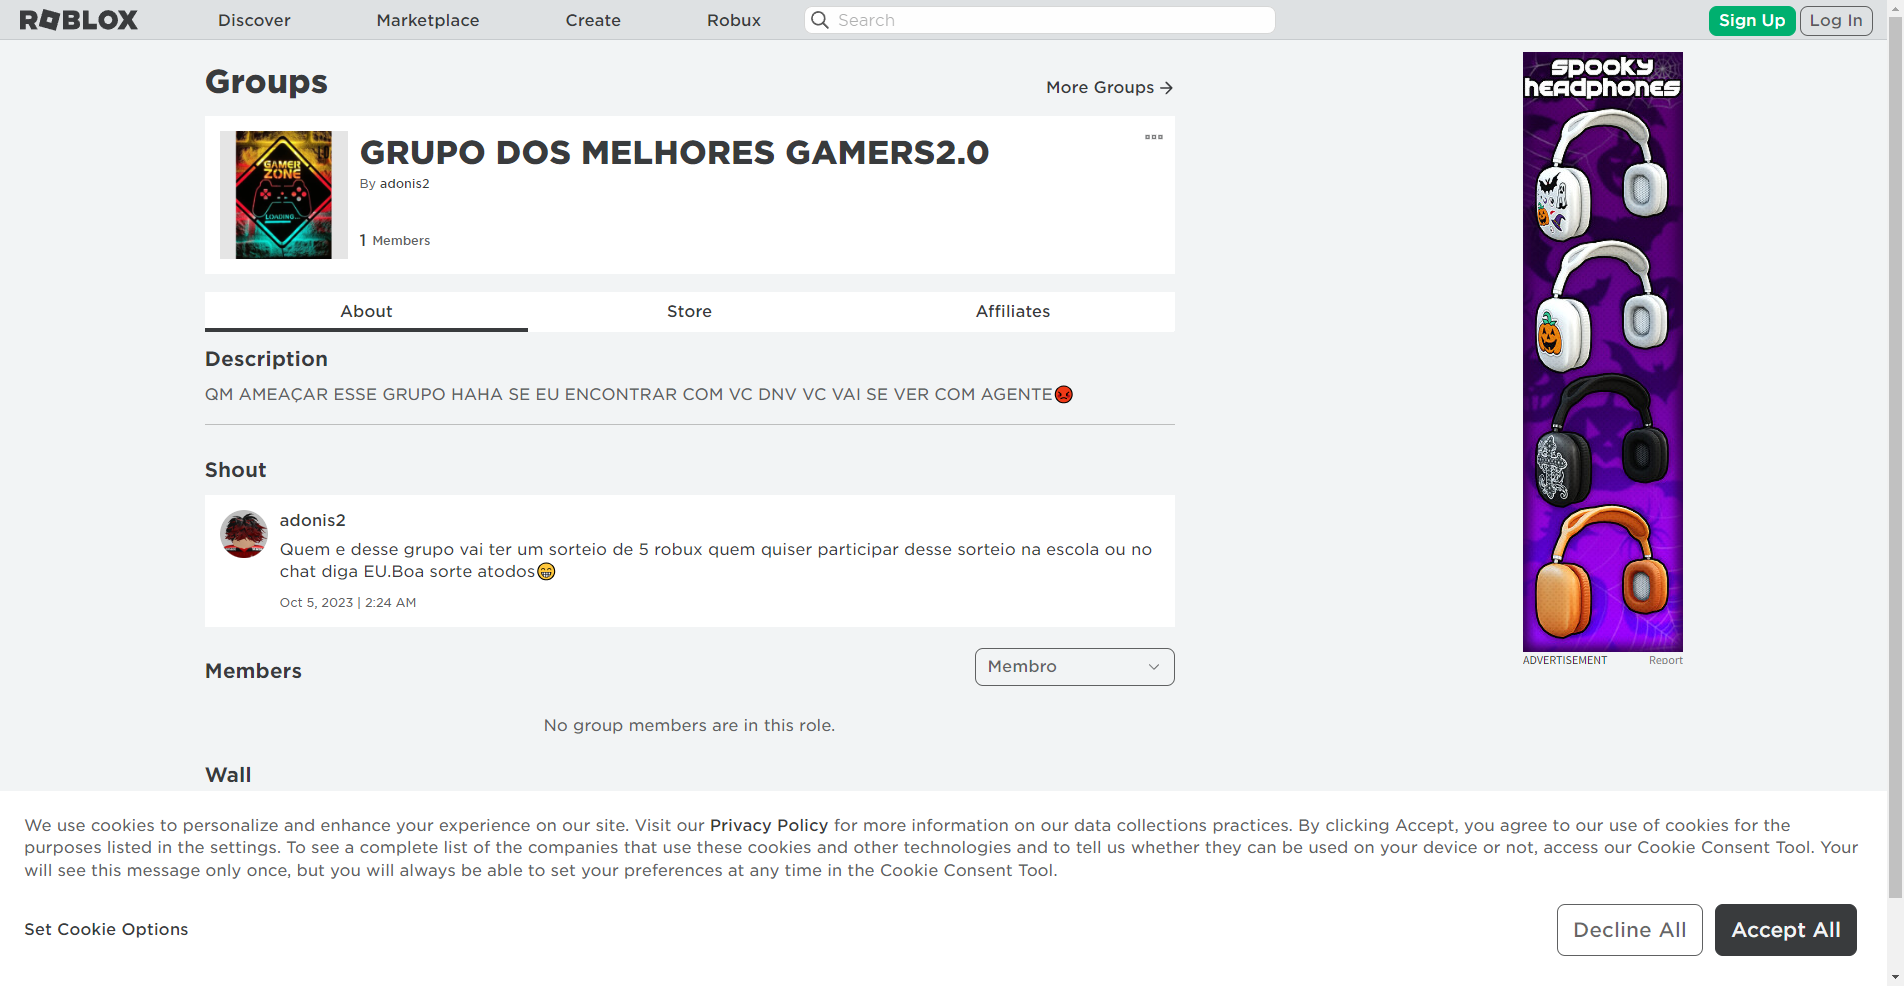 ROBLOX
Discover
Marketplace
Create
Robux
Search
Sign Up
Log In
Groups
More Groups →
GAMER
ZONE
LOADING...
GRUPO DOS MELHORES GAMERS2.0
By adonis2
1 Members
About
Store
Affiliates
Description
QM AMEAÇAR ESSE GRUPO HAHA SE EU ENCONTRAR COM VC DNV VC VAI SE VER COM AGENTE😡
Shout
adonis2
Quem e desse grupo vai ter um sorteio de 5 robux quem quiser participar desse sorteio na escola ou no
chat diga EU.Boa sorte atodos😁
Oct 5, 2023 | 2:24 AM
Members
Membro
No group members are in this role.
Wall
spooky
headphones
ADVERTISEMENT
Report
We use cookies to personalize and enhance your experience on our site. Visit our Privacy Policy for more information on our data collections practices. By clicking Accept, you agree to our use of cookies for the
purposes listed in the settings. To see a complete list of the companies that use these cookies and other technologies and to tell us whether they can be used on your device or not, access our Cookie Consent Tool. Your
will see this message only once, but you will always be able to set your preferences at any time in the Cookie Consent Tool.
Set Cookie Options
Decline All
Accept All